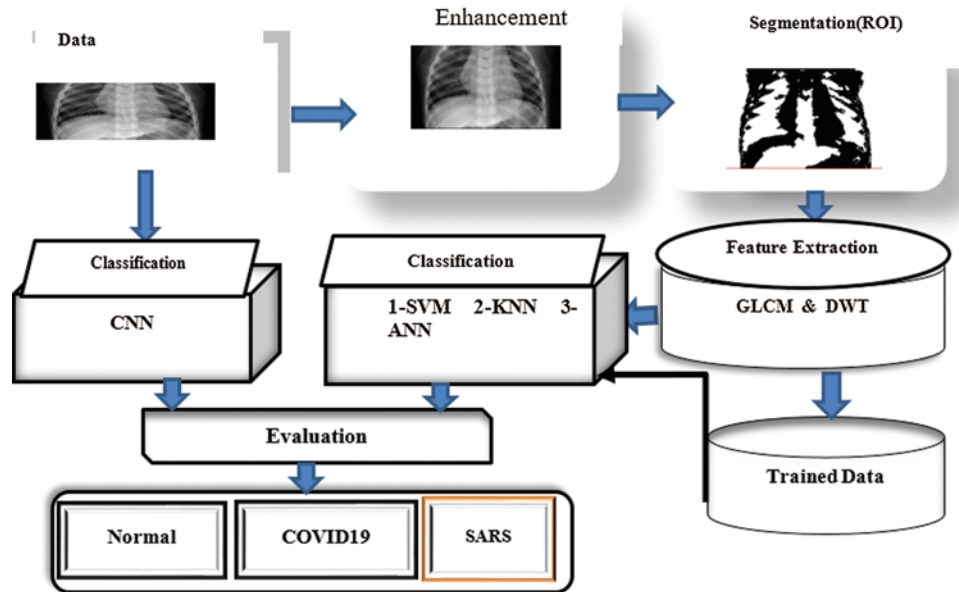 Data
Enhancement
Segmentation(ROI)
Classification
CNN
Classification
1-SVM 2-KNN 3-
ANN
Feature Extraction
GLCM & DWT
Trained Data
Evaluation
Normal
COVID19
SARS